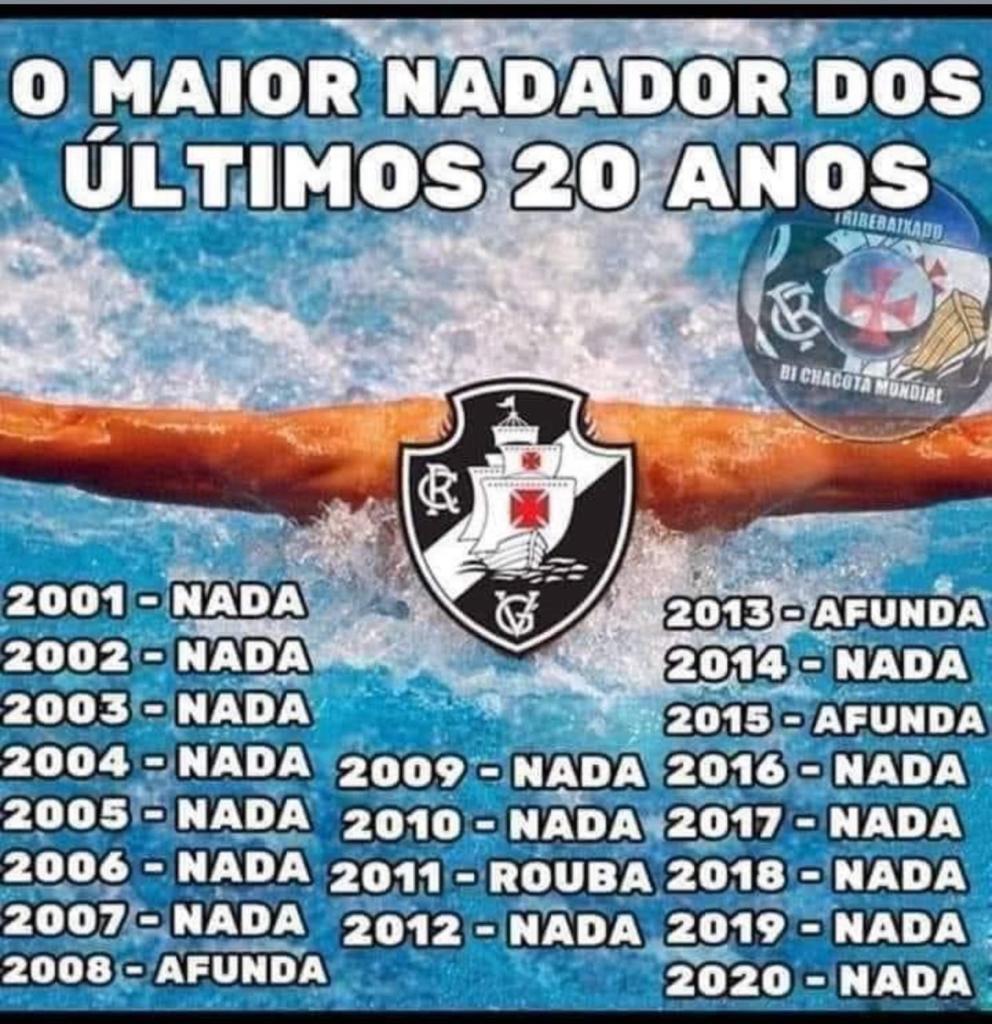 O MAIOR NADADOR DOS
ÚLTIMOS 20 ANOS
TRIREBAIXADO
BI CHACOTA MUNDIAL
2001 - NADA
2002 - NADA
2003 - NADA
2004 - NADA
2005 - NADA
2006 - NADA
2007 - NADA
2008 - AFUNDA
2009 - NADA
2010 - NADA
2011 - ROUBA
2012 - NADA
2013 - AFUNDA
2014 - NADA
2015 - AFUNDA
2016 - NADA
2017 - NADA
2018 - NADA
2019 - NADA
2020 - NADA